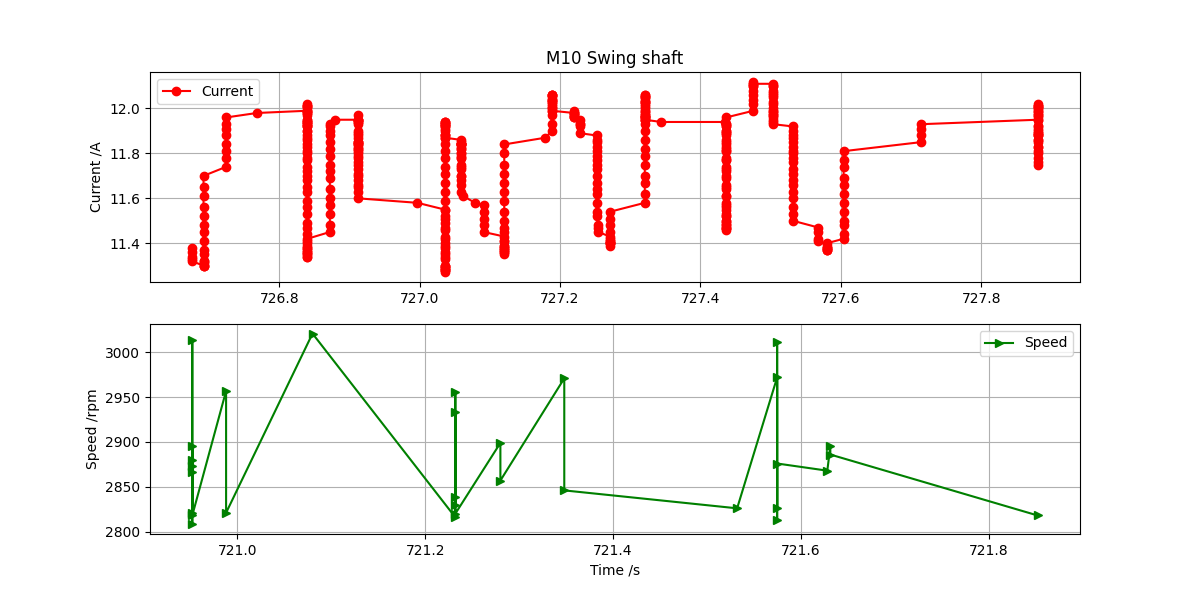 M10 Swing shaft
Current
Current /A
12.0
11.8
11.6
11.4
726.8 727.0 727.2 727.4 727.6 727.8
Speed
Speed /rpm
3000
2950
2900
2850
2800
721.0 721.2 721.4 721.6 721.8
Time /s